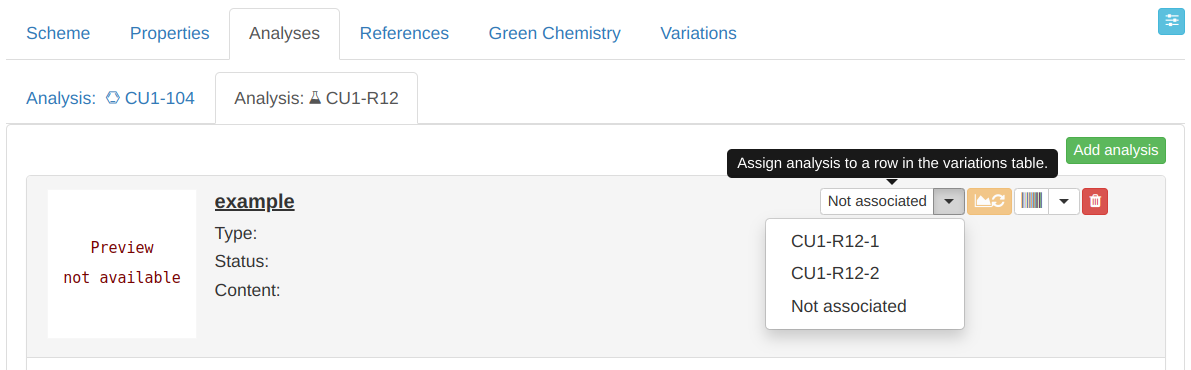 Scheme Properties Analyses References Green Chemistry Variations
Analysis: CU1-104 Analysis: CU1-R12
Add analysis
Assign analysis to a row in the variations table.
example
Not associated
Type:
Status:
Content:
Preview
not available
CU1-R12-1
CU1-R12-2
Not associated